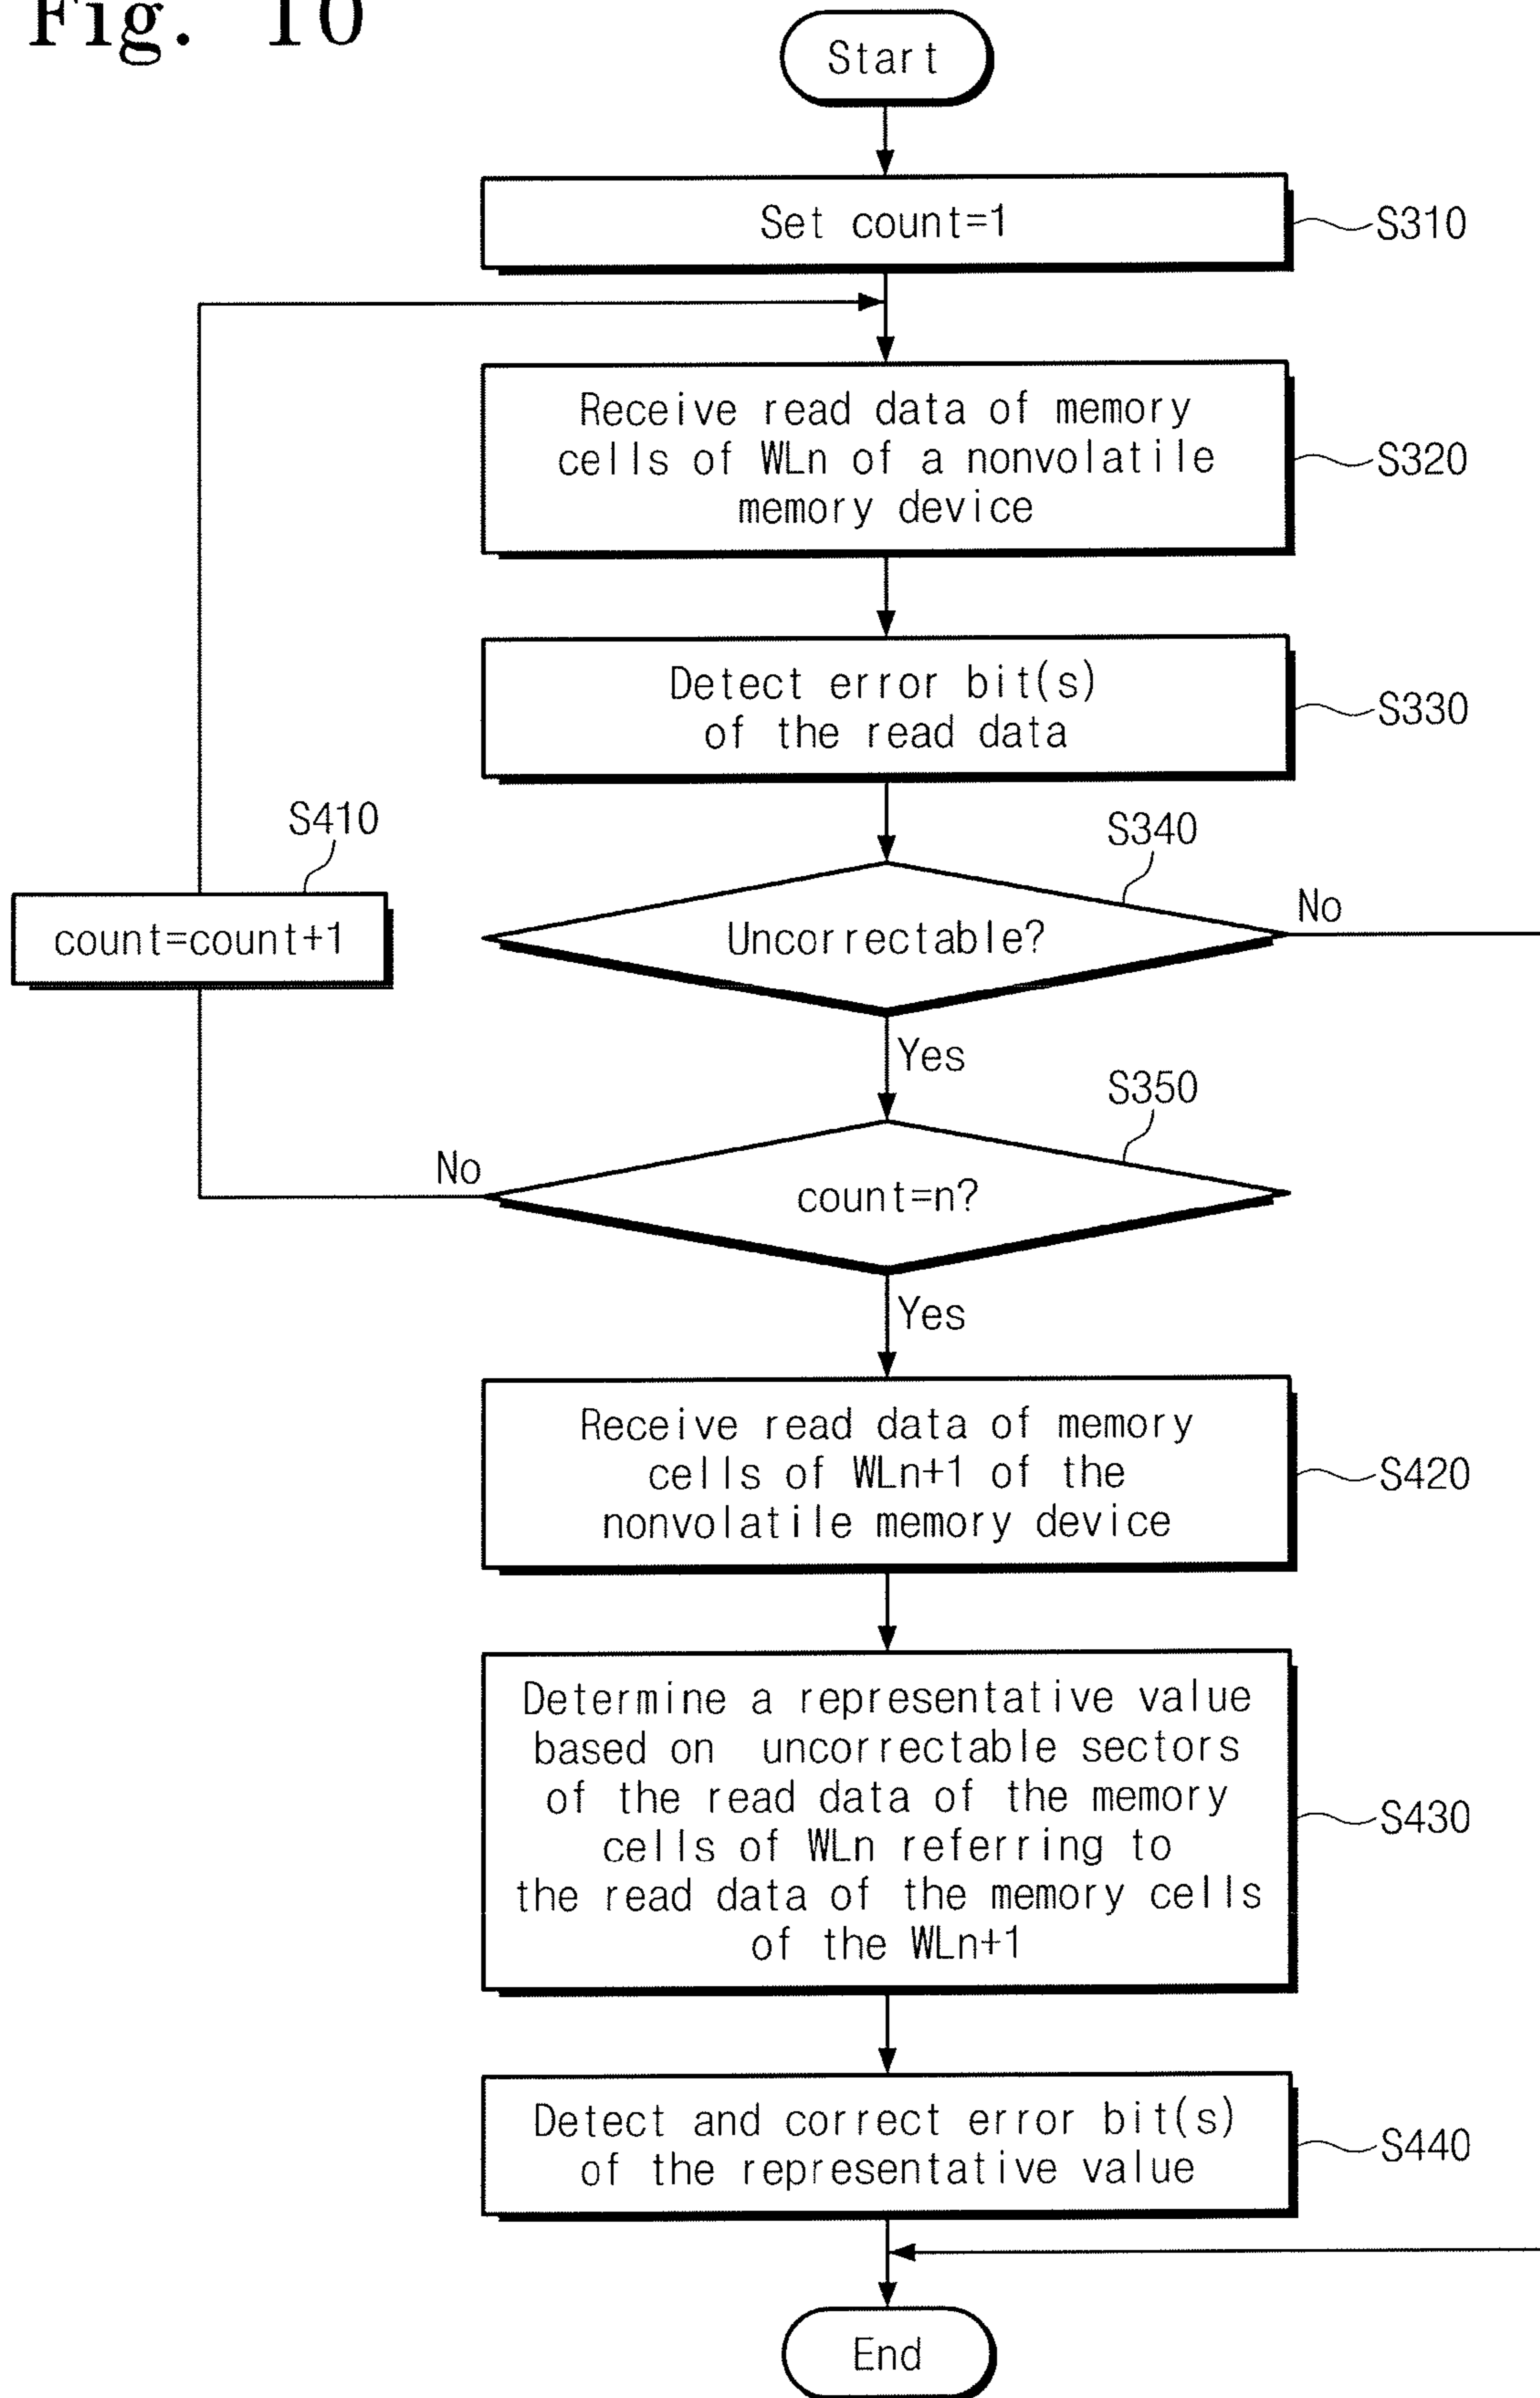 Fig. 10
Start
Set count=1
S310
Receive read data of memory
cells of WLn of a nonvolatile
memory device
S320
Detect error bit(s)
of the read data
S330
S410
count=count+1
S340
Uncorrectable?
No
Yes
S350
count=n?
No
Yes
Receive read data of memory
cells of WLn+1 of the
nonvolatile memory device
S420
Determine a representative value
based on uncorrectable sectors
of the read data of the memory
cells of WLn referring to
the read data of the memory cells
of the WLn+1
S430
Detect and correct error bit(s)
of the representative value
S440
End